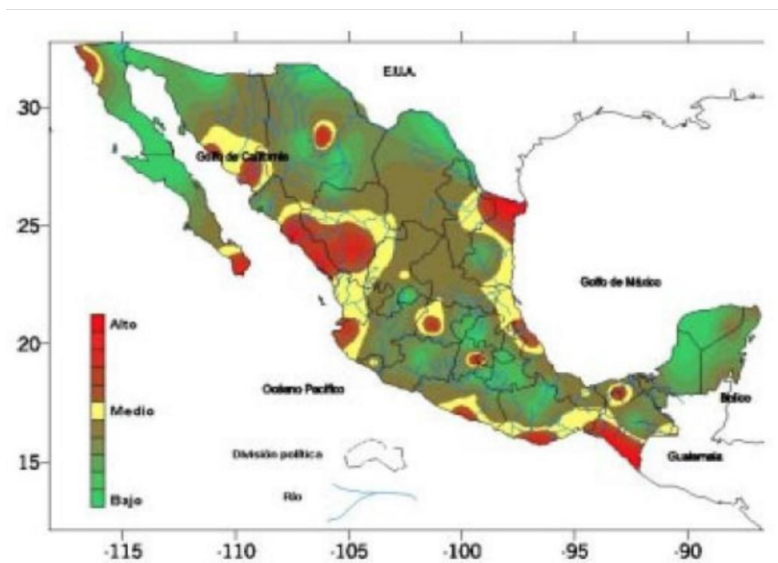 E.U.A.
30
Golfo de California
25
Golfo de México
Alto
20
Océano Pacífico
Belice
Medio
División política
Guatemala
15
Río
Bajo
-115
-110
-105
-100
-95
-90